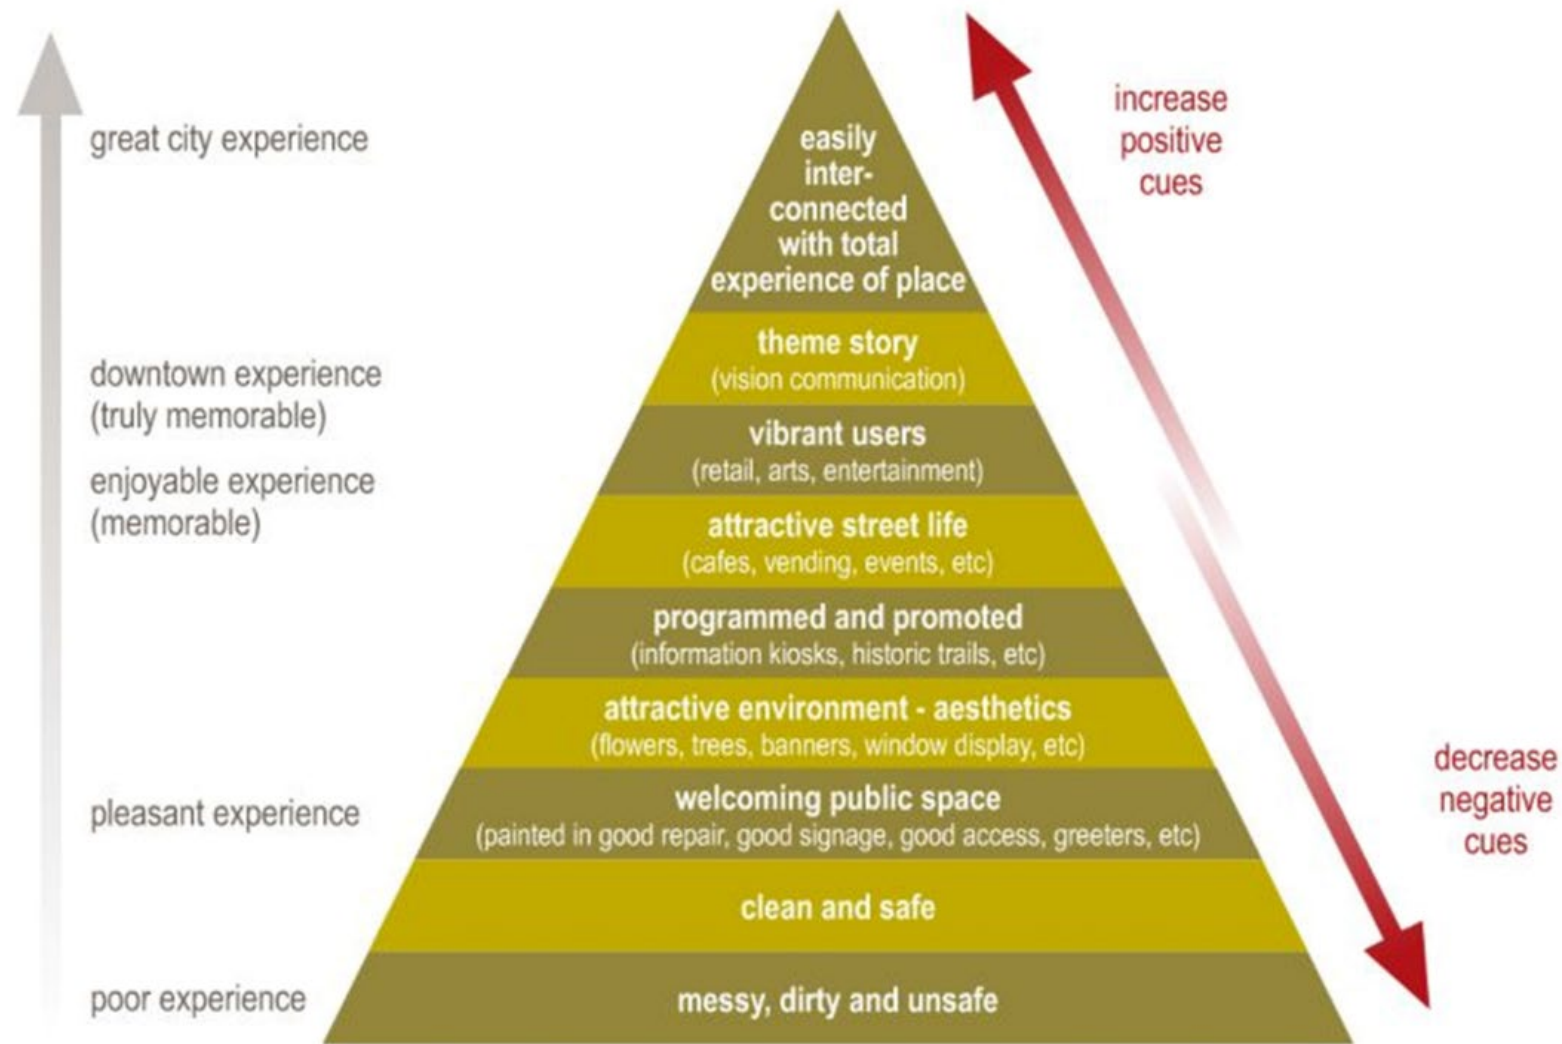 great city experience
downtown experience
(truly memorable)
enjoyable experience
(memorable)
pleasant experience
poor experience
easily
inter-
connected
with total
experience of place
theme story
(vision communication)
vibrant users
(retail, arts, entertainment)
attractive street life
(cafes, vending, events, etc)
programmed and promoted
(information kiosks, historic trails, etc)
attractive environment - aesthetics
(flowers, trees, banners, window display, etc)
welcoming public space
(painted in good repair, good signage, good access, greeters, etc)
clean and safe
messy, dirty and unsafe
increase
positive
cues
decrease
negative
cues